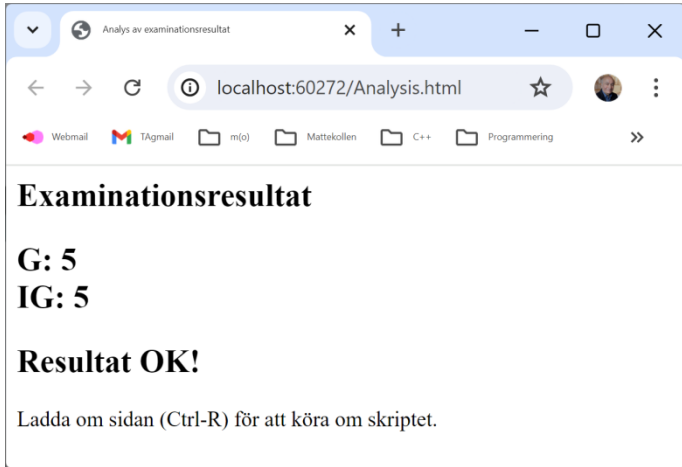 Analys av examinationsresultat
localhost:60272/Analysis.html
Webmail TAgmail m(o) Mattekollen C++ Programmering
Examinationsresultat
G: 5
IG: 5
Resultat OK!
Ladda om sidan (Ctrl-R) för att köra om skriptet.